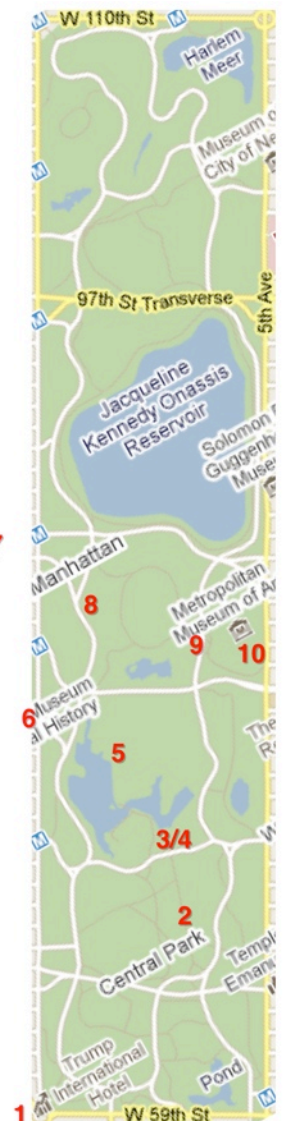 W 110th St
Harlem
Meer
Museum o
City of Ne
97th St Transverse
5th Ave
Jacqueline
Kennedy Onassis
Reservoir
Solomon
Guggenh
Muse
7
Manhattan
8
Metropolitan
Museum of Ar
9
10
6
Museum
al History
5
The
3/4
W
2
Central Park
Templ
Emanu
Trump
International
Hotel
Pond
1
W 59th St